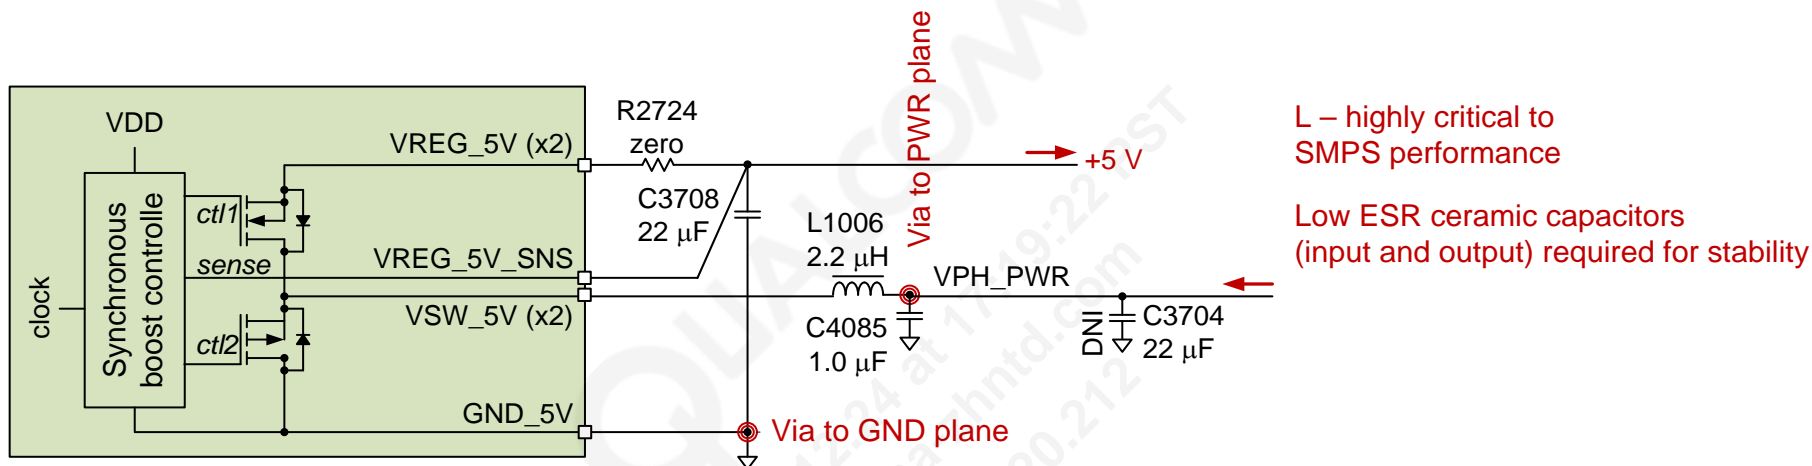 VDD
Synchronous
boost controlle
clock
ctl1
sense
ctl2
VREG_5V (x2)
VREG_5V_SNS
VSW_5V (x2)
GND_5V
R2724
zero
C3708
22 μF
L1006
2.2 μH
C4085
1.0 μF
Via to PWR plane
+5 V
VPH_PWR
DNI
C3704
22 μF
Via to GND plane
L – highly critical to
SMPS performance
Low ESR ceramic capacitors
(input and output) required for stability
QUALCOM